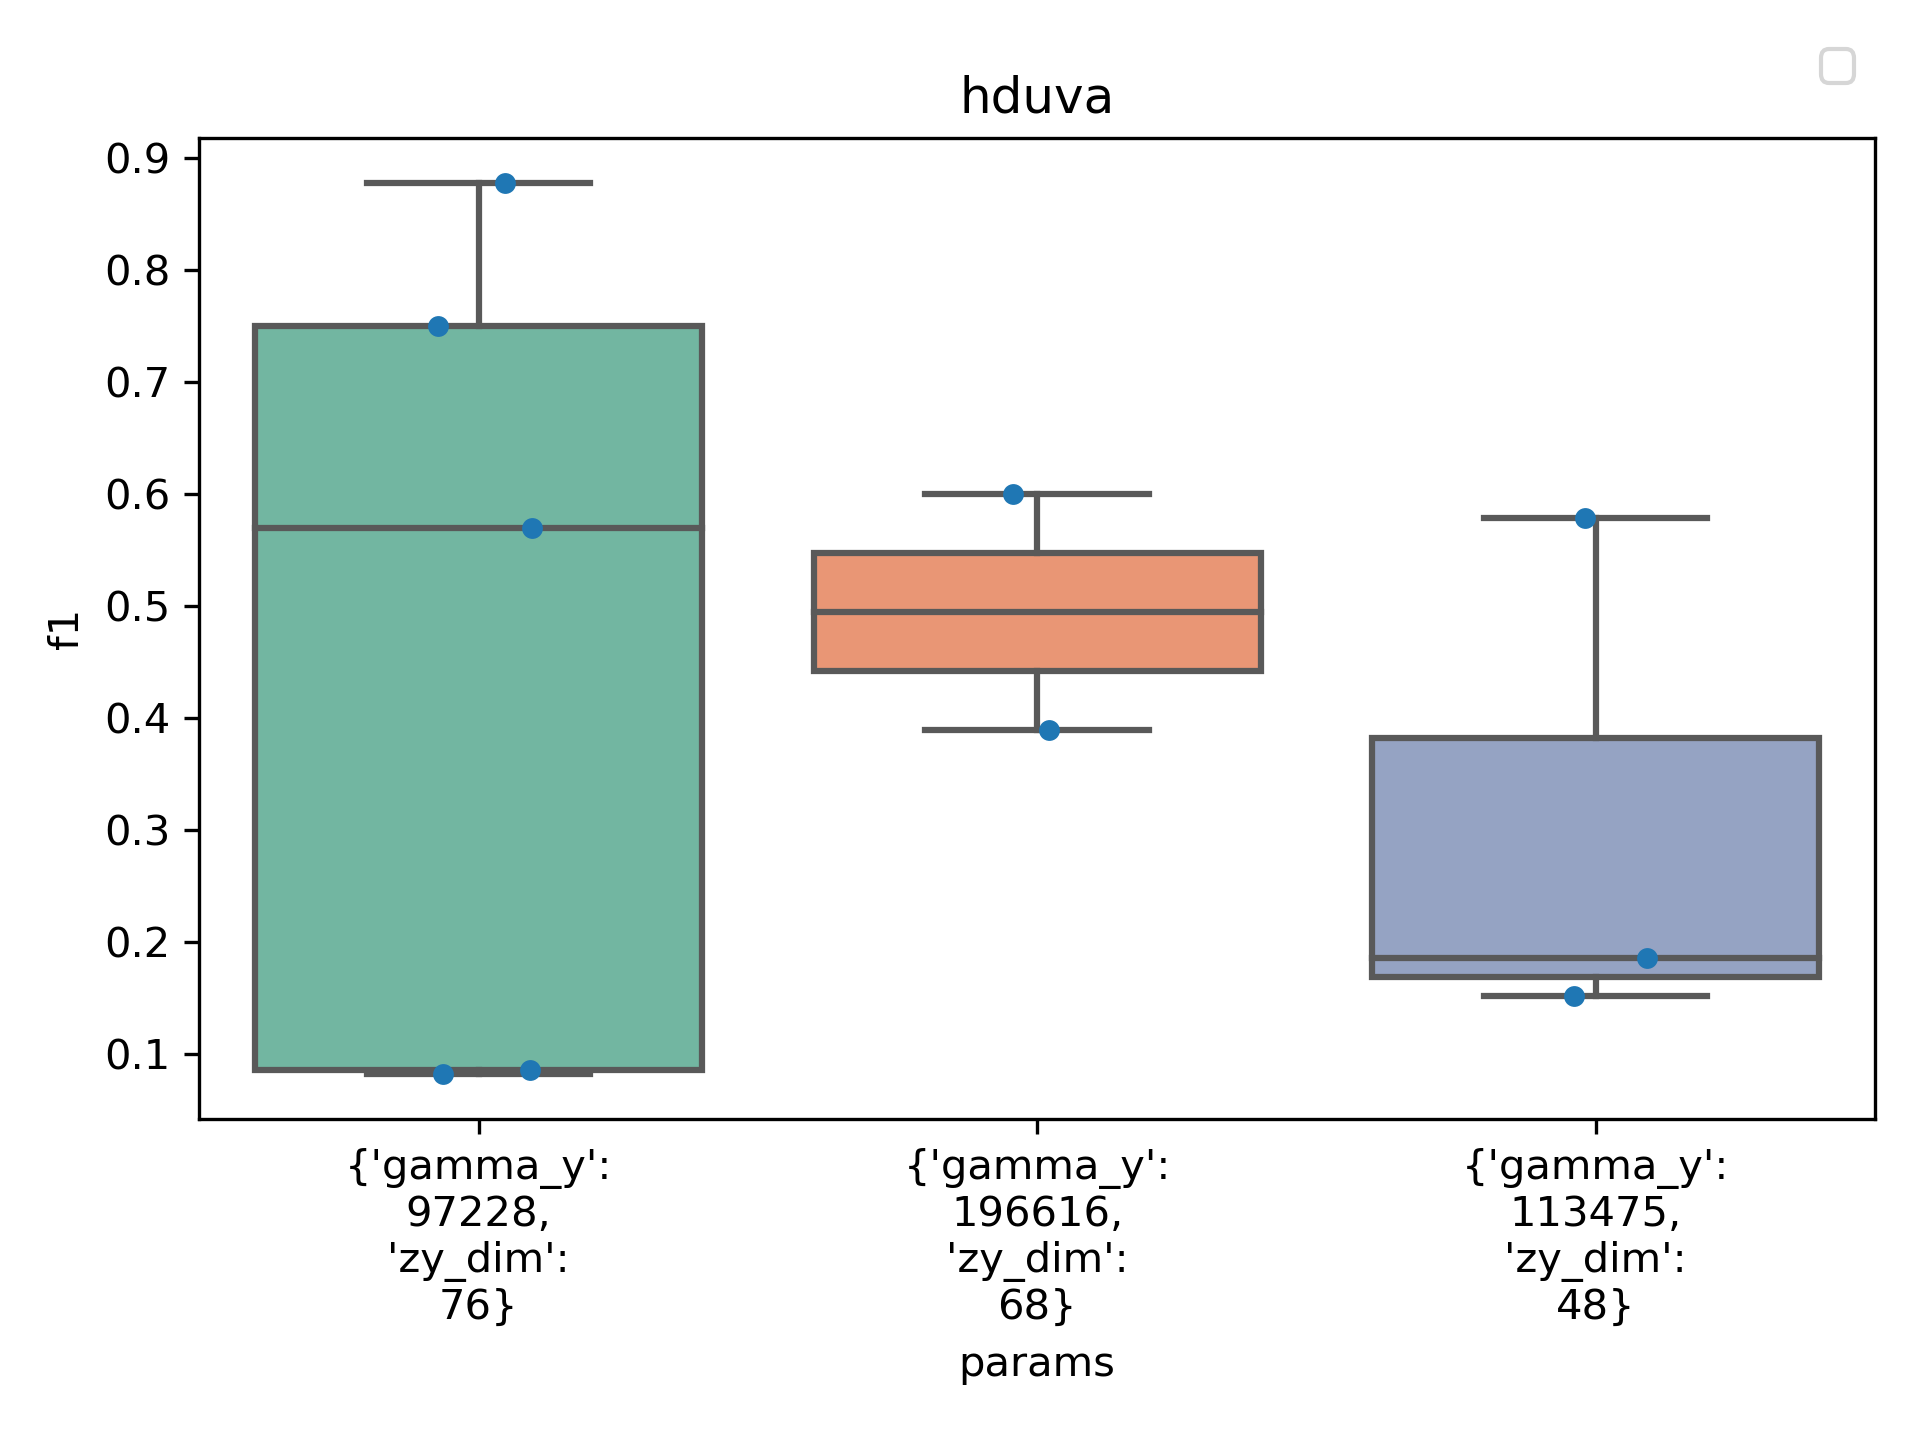 hduva
0.9
0.8
0.7
0.6
0.5
0.4
0.3
0.2
0.1
f1
{'gamma_y':
97228,
'zy_dim':
76}
{'gamma_y':
196616,
'zy_dim':
68}
{'gamma_y':
113475,
'zy_dim':
48}
params